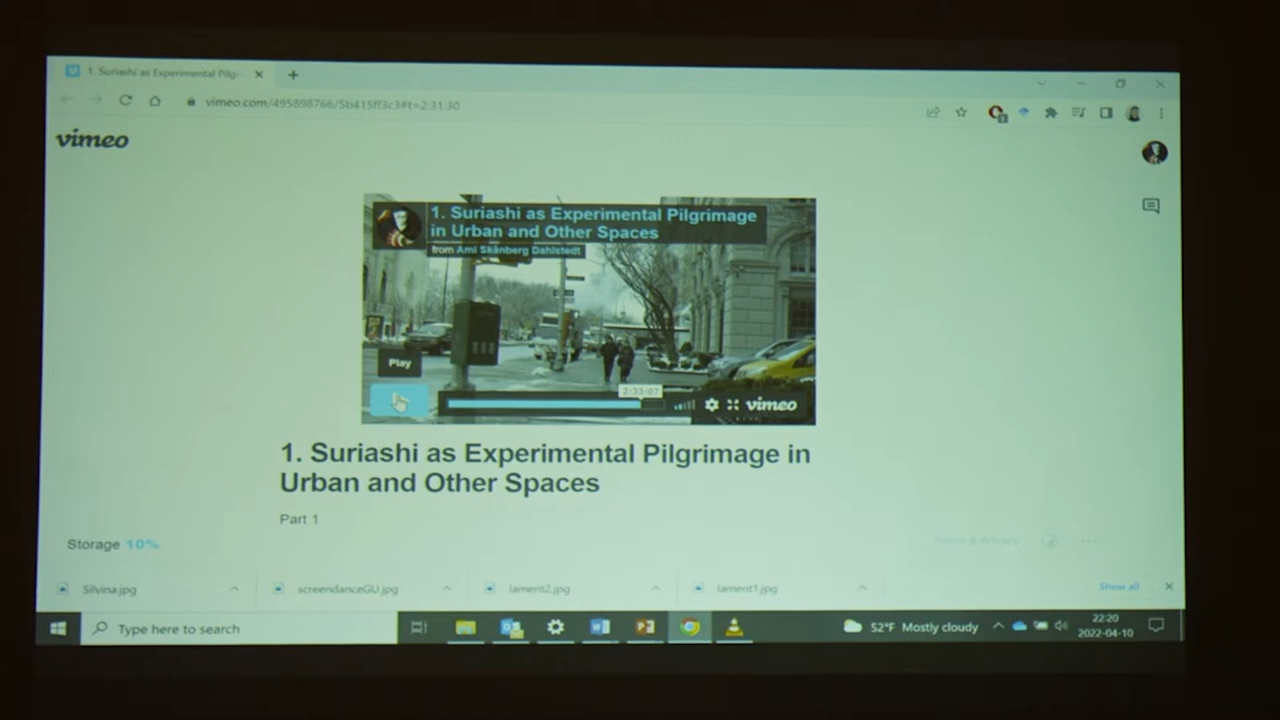 1. Suriashi as Experimental Pilgr
vimeo.com/495898766/5b415ff3c3#t=2:31:30
vimeo
1. Suriashi as Experimental Pilgrimage
in Urban and Other Spaces
from Ami Skånberg Dahlstedt
Play
2:33:07
vimeo
1. Suriashi as Experimental Pilgrimage in
Urban and Other Spaces
Part 1
Storage 10%
Silvina.jpg
screendanceGU.jpg
lament2.jpg
lament1.jpg
Show all
Type here to search
52°F Mostly cloudy
22:20
2022-04-10